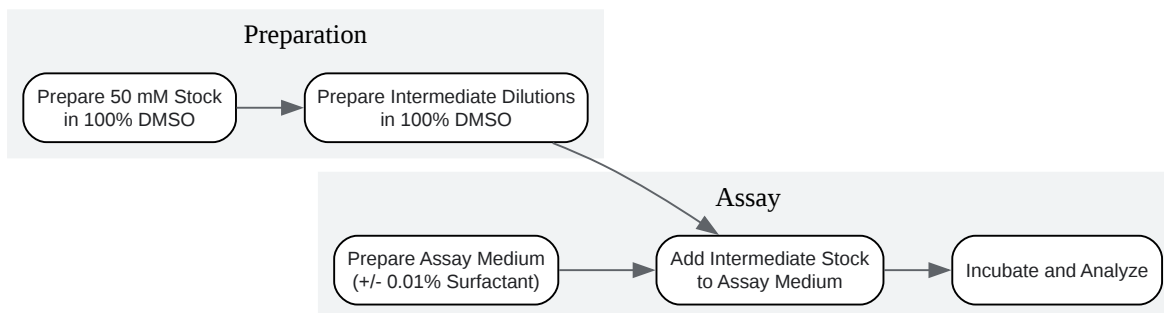 Preparation
Prepare 50 mM Stock
in 100% DMSO
Prepare Intermediate Dilutions
in 100% DMSO
Assay
Prepare Assay Medium
(+/- 0.01% Surfactant)
Add Intermediate Stock
to Assay Medium
Incubate and Analyze